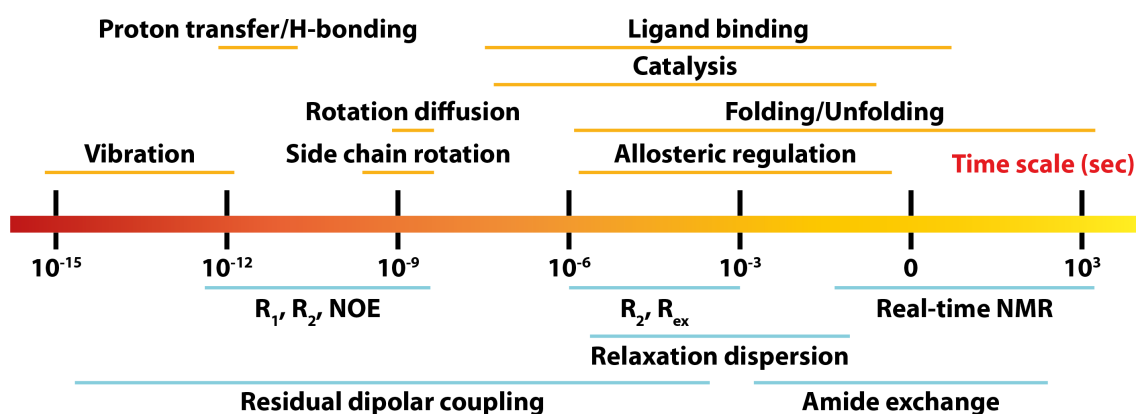 Proton transfer/H-bonding
Ligand binding
Catalysis
Rotation diffusion
Folding/Unfolding
Vibration
Side chain rotation
Allosteric regulation
Time scale (sec)
10⁻¹⁵
10⁻¹²
10⁻⁹
10⁻⁶
10⁻³
0
10³
R₁, R₂, NOE
R₂, Rₑₓ
Real-time NMR
Relaxation dispersion
Residual dipolar coupling
Amide exchange